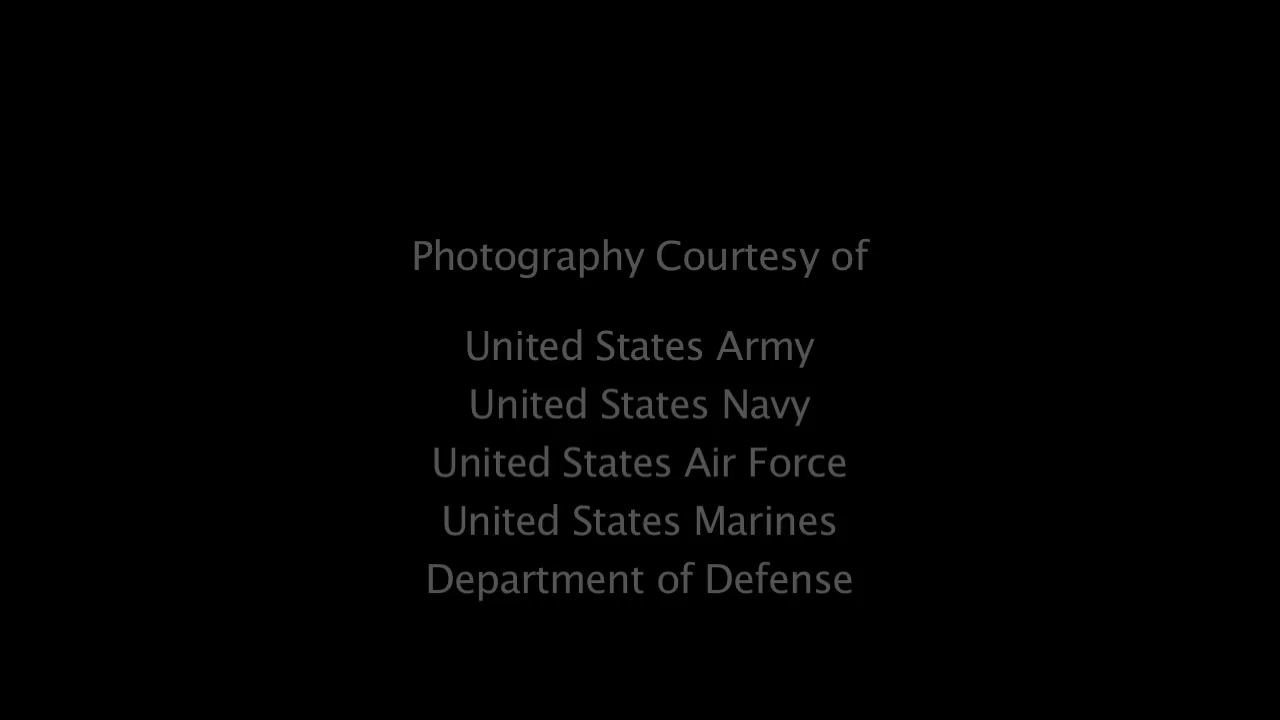 Photography Courtesy of
United States Army
United States Navy
United States Air Force
United States Marines
Department of Defense